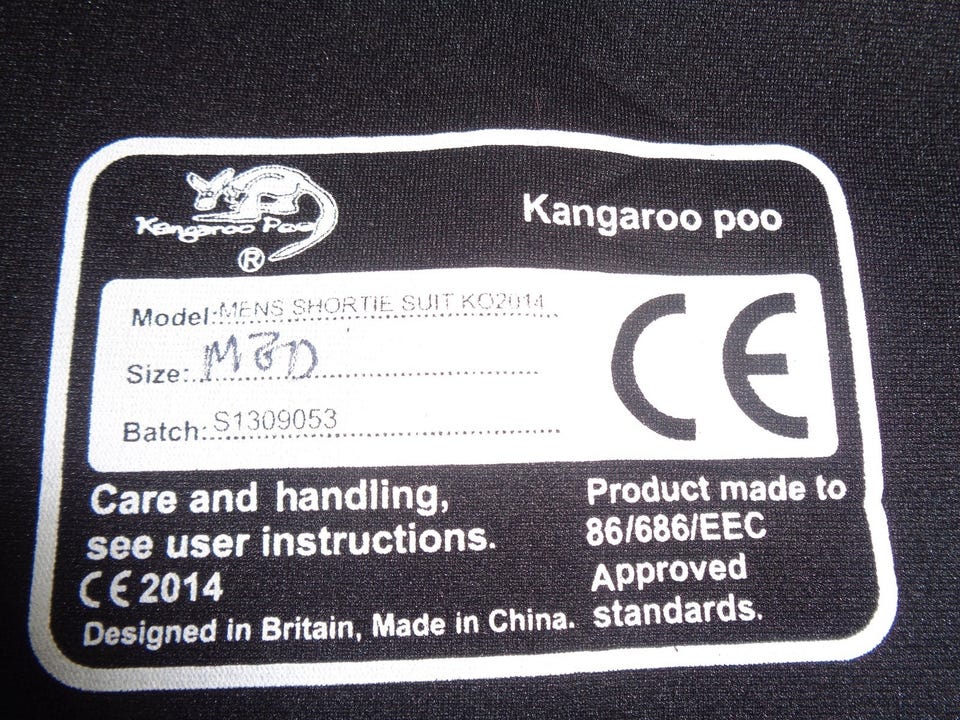 Kangaroo Poo
®
Kangaroo poo
Model: MENS SHORTIE SUIT KO2014
Size: MED
Batch: S1309053
CE
Care and handling,
see user instructions.
CE 2014
Designed in Britain, Made in China.
Product made to
86/686/EEC
Approved
standards.